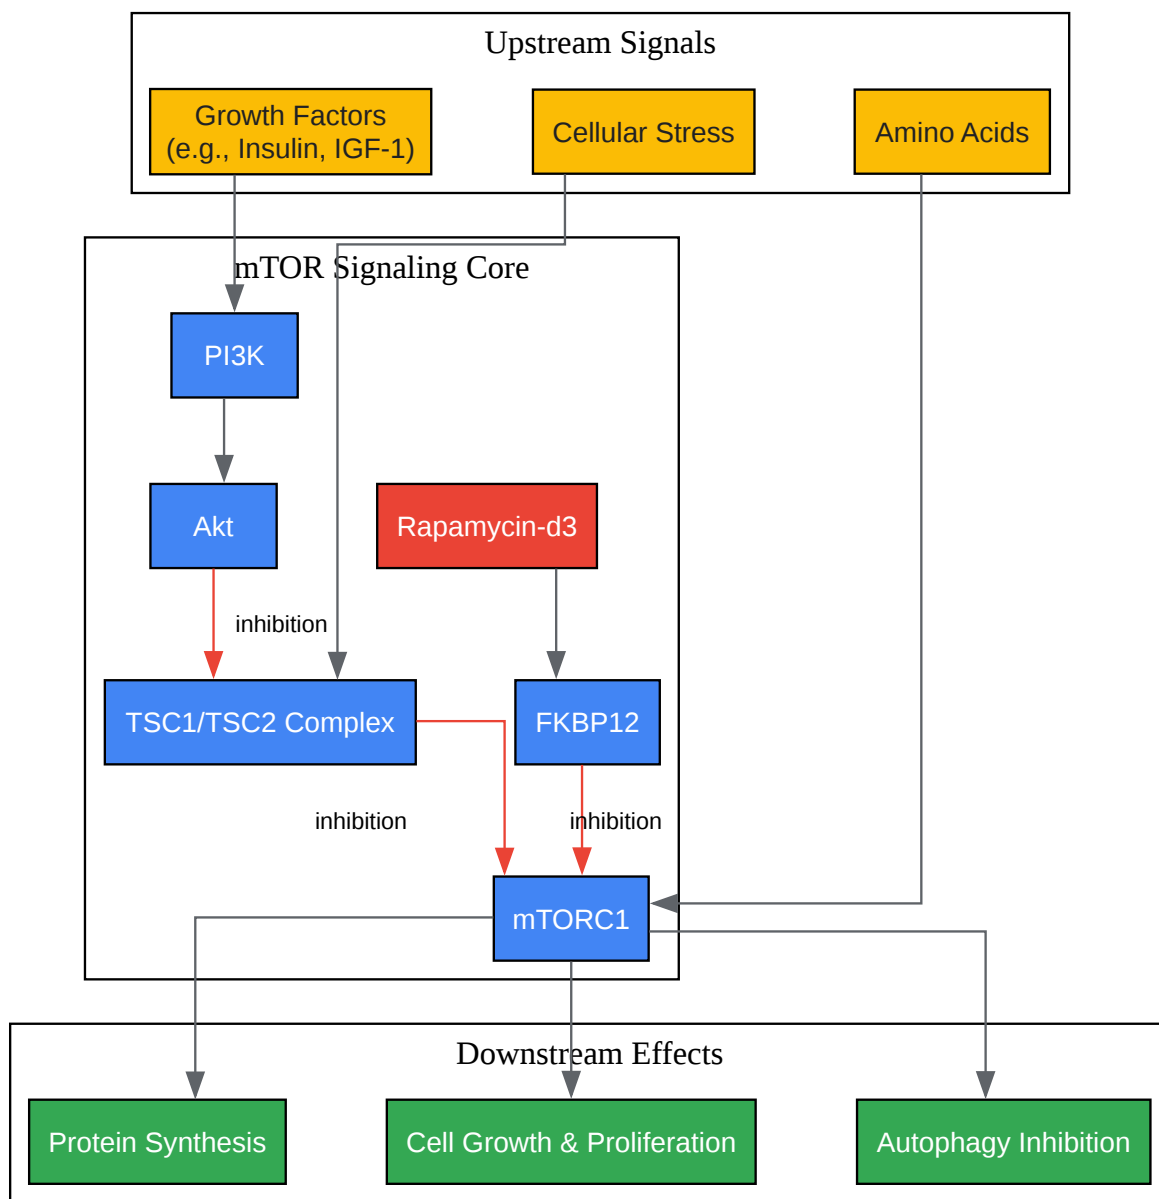 Upstream Signals
Growth Factors
(e.g., Insulin, IGF-1)
Cellular Stress
Amino Acids
mTOR Signaling Core
PI3K
Akt
Rapamycin-d3
inhibition
TSC1/TSC2 Complex
FKBP12
inhibition
inhibition
mTORC1
Downstream Effects
Protein Synthesis
Cell Growth & Proliferation
Autophagy Inhibition